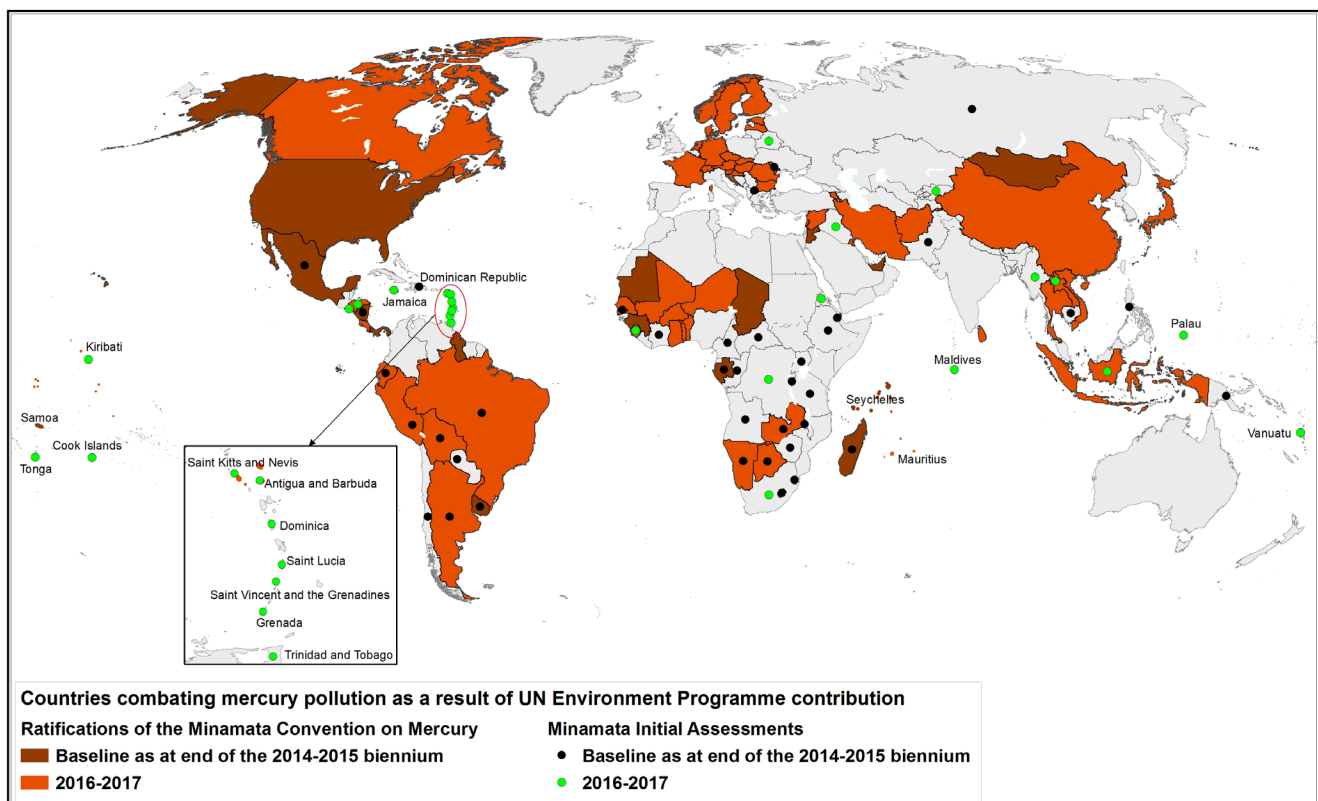 Dominican Republic
Jamaica
Kiribati
Palau
Maldives
Seychelles
Samoa
Cook Islands
Tonga
Vanuatu
Mauritius
Saint Kitts and Nevis
Antigua and Barbuda
Dominica
Saint Lucia
Saint Vincent and the Grenadines
Grenada
Trinidad and Tobago
Countries combating mercury pollution as a result of UN Environment Programme contribution
Ratifications of the Minamata Convention on Mercury
Baseline as at end of the 2014-2015 biennium
2016-2017
Minamata Initial Assessments
Baseline as at end of the 2014-2015 biennium
2016-2017